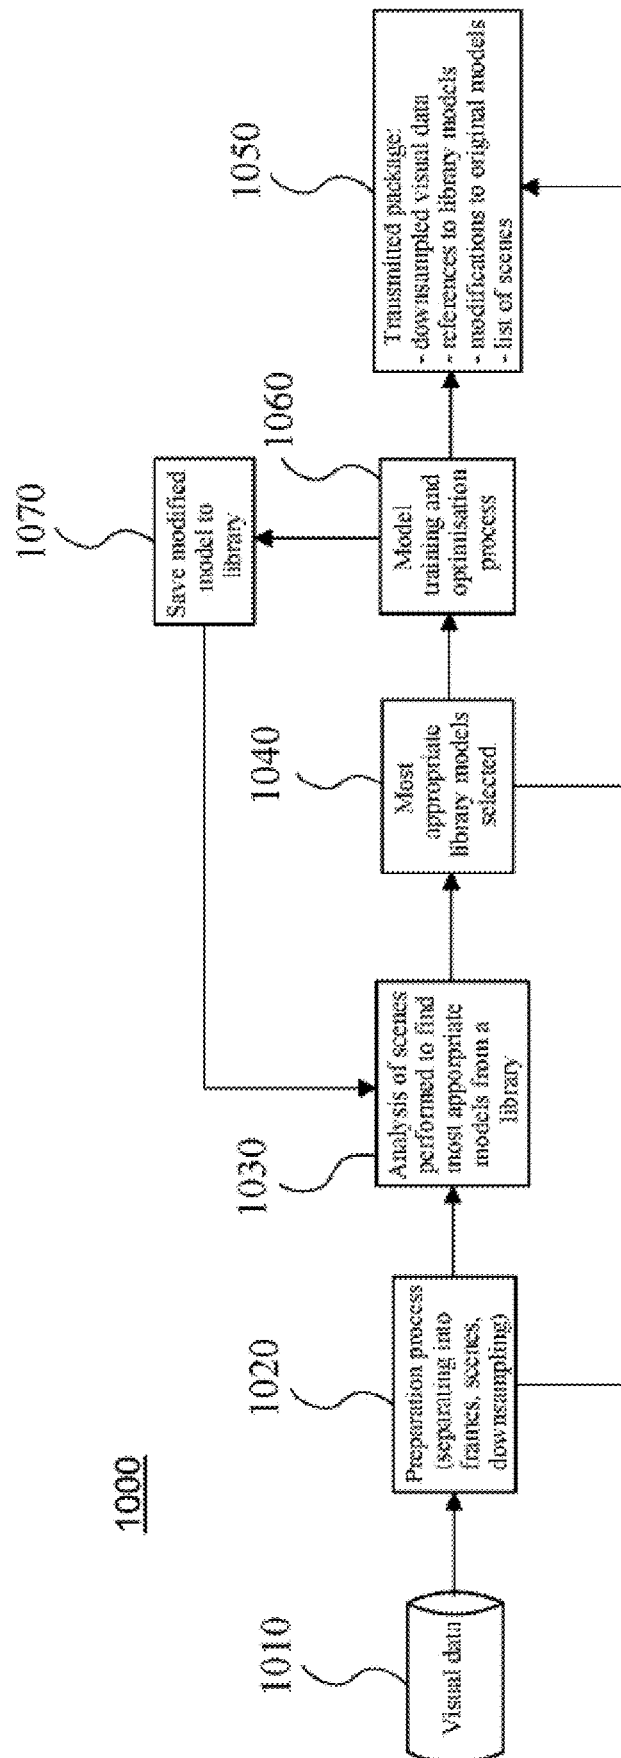 1000
1010
Visual data
1020
Preparation process
(separating into
frames, scenes,
downsampling)
1030
Analysis of scenes
performed to find
most apporpriate
models from a
library
1040
Most
appropriate
library models
selected
1070
Save modified
model to
library
1060
Model
training and
optimisation
process
1050
Transmitted package:
- downsampled visual data
- references to library models
- modifications to original models
- list of scenes